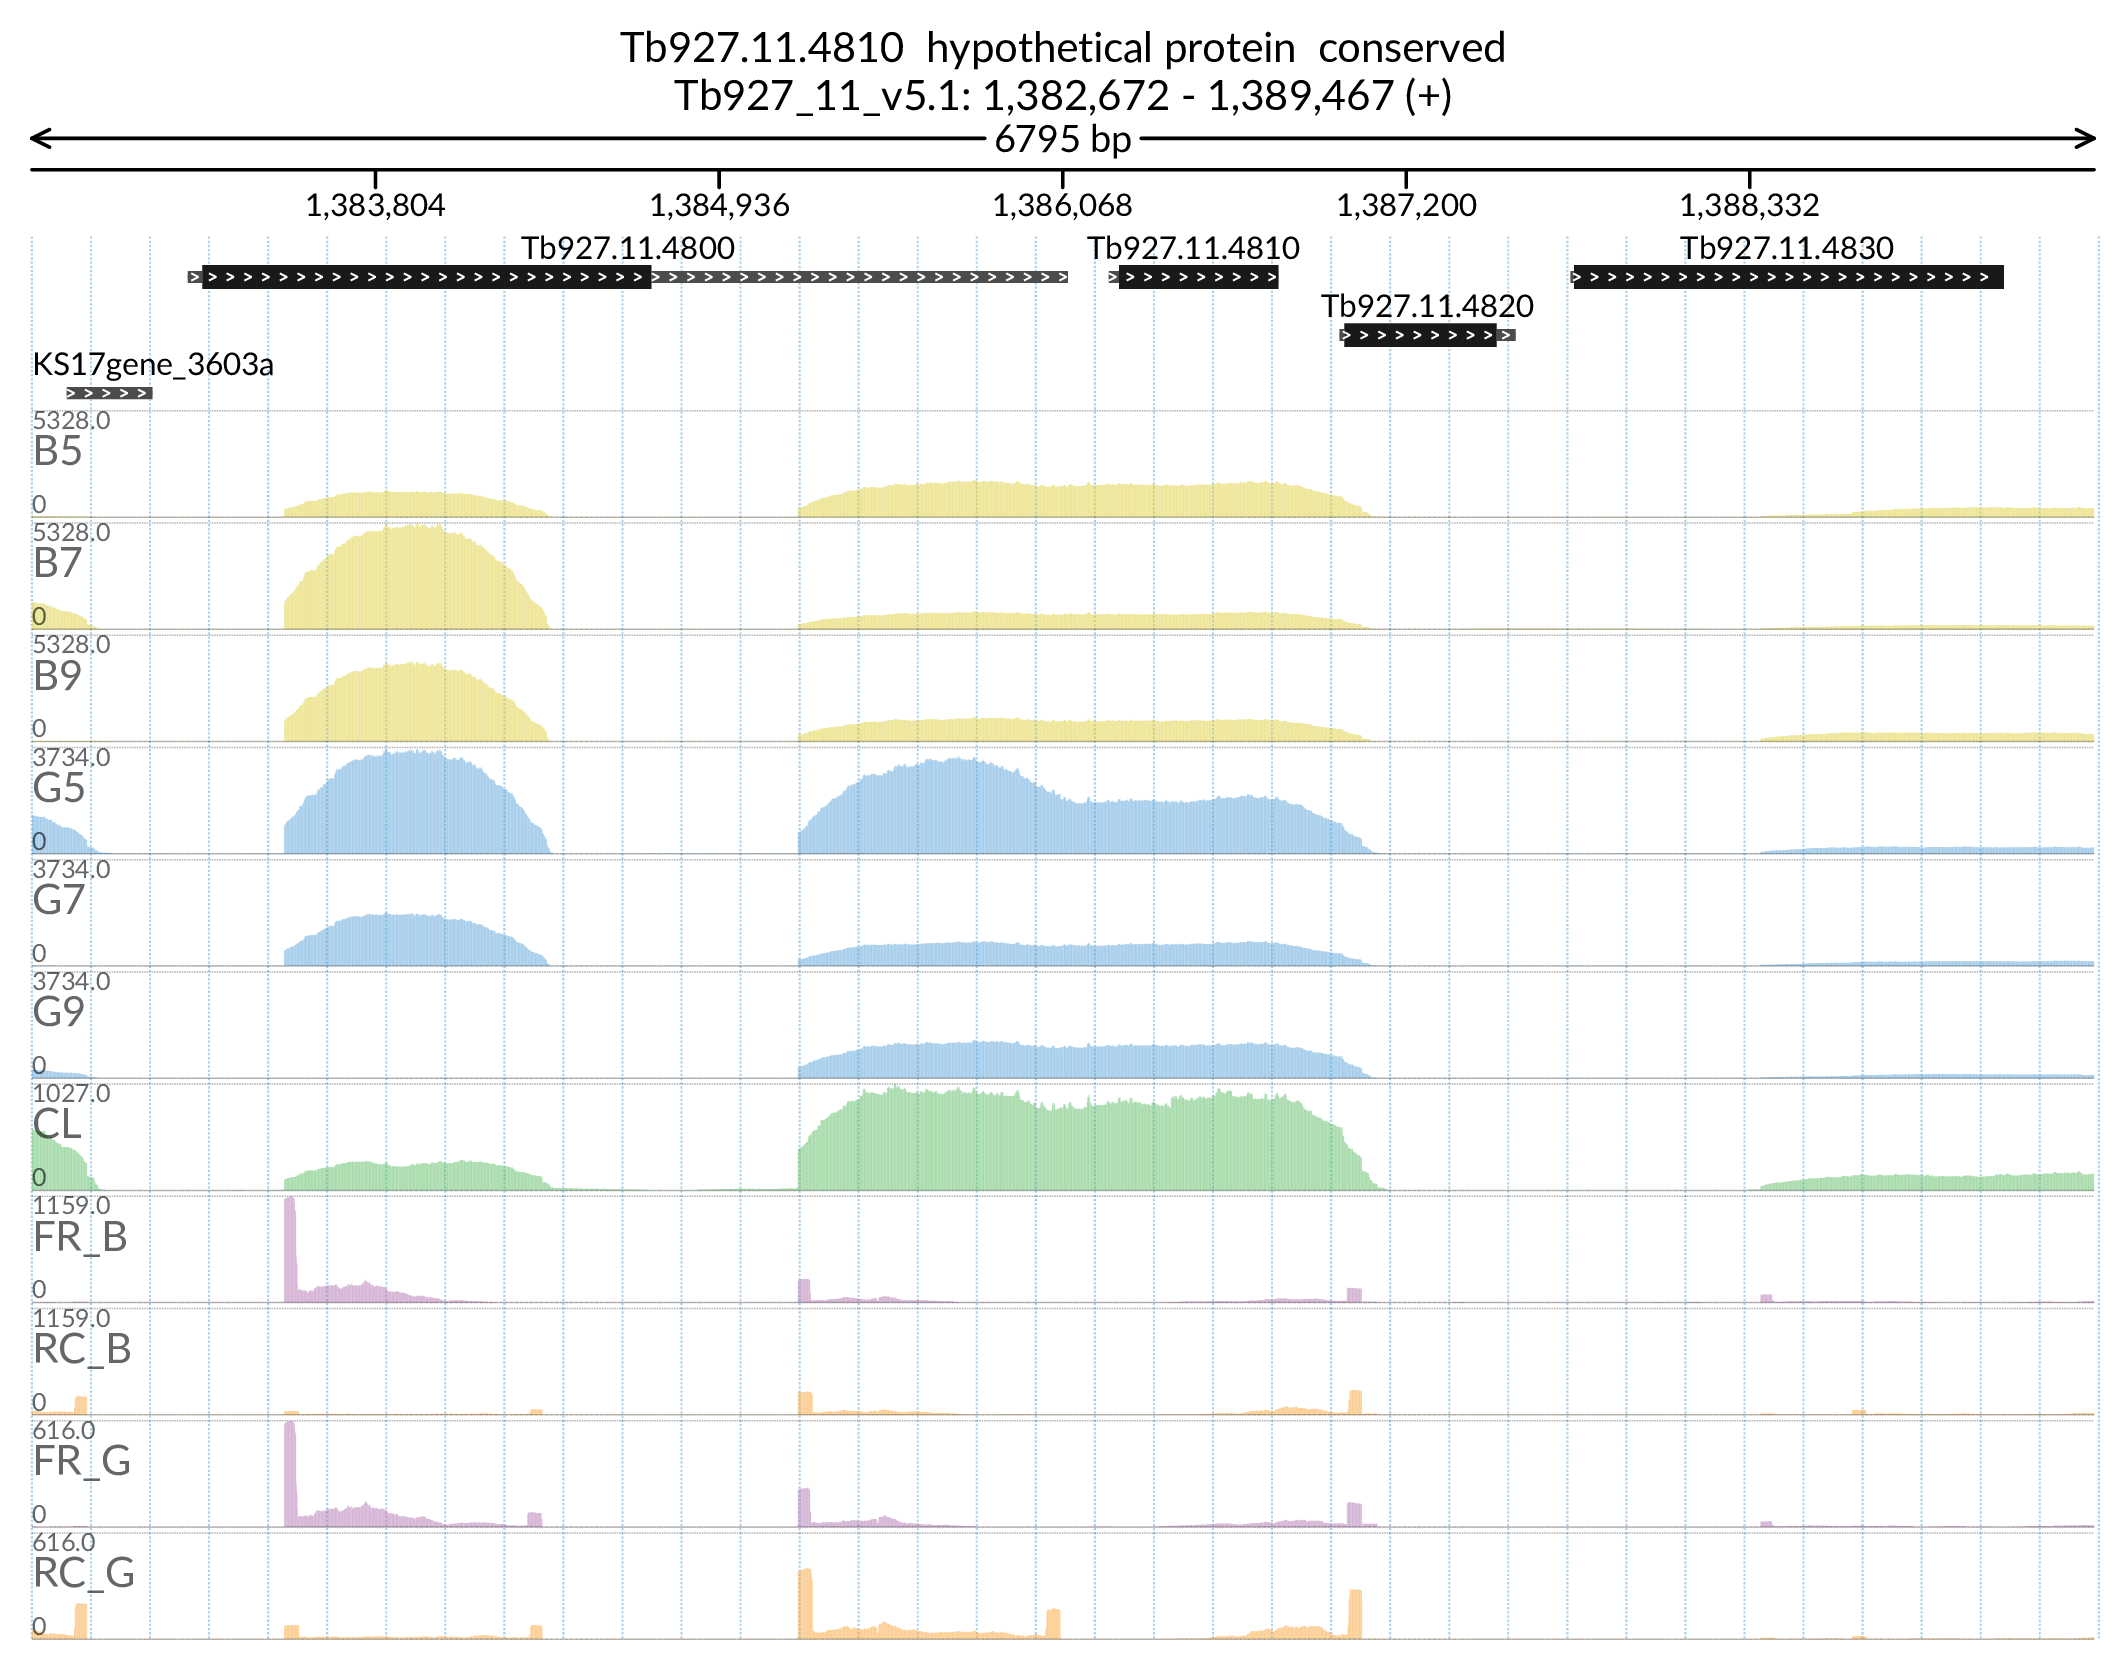 Tb927.11.4810  hypothetical protein  conserved
Tb927_11_v5.1: 1,382,672 - 1,389,467 (+)
6795 bp
1,383,804 1,384,936 1,386,068 1,387,200 1,388,332
Tb927.11.4800 Tb927.11.4810 Tb927.11.4830
Tb927.11.4820
KS17gene_3603a
5328.0
B5
0
5328.0
B7
0
5328.0
B9
0
3734.0
G5
0
3734.0
G7
0
3734.0
G9
0
1027.0
CL
0
1159.0
FR_B
0
1159.0
RC_B
0
616.0
FR_G
0
616.0
RC_G
0